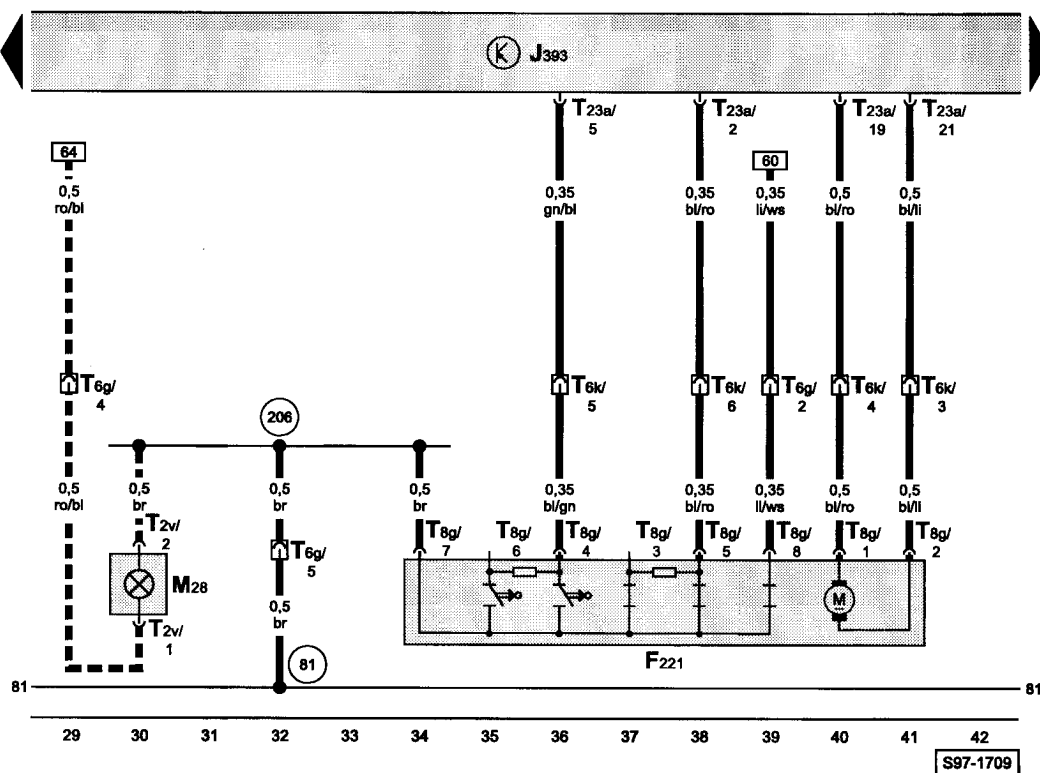 J393
T23a/
5
T23a/
2
T23a/
19
T23a/
21
64
60
0,5
ro/bl
0,35
gn/bl
0,35
bl/ro
0,35
li/ws
0,5
bl/ro
0,5
bl/li
T6g/
4
T6k/
5
T6k/
6
T6g/
2
T6k/
4
T6k/
3
206
0,5
ro/bl
0,5
br
0,5
br
0,5
br
0,35
bl/gn
0,35
bl/ro
0,35
li/ws
0,5
bl/ro
0,5
bl/li
T2v/
2
T8g/
7
T8g/
6
T8g/
4
T8g/
3
T8g/
5
T8g/
8
T8g/
1
T8g/
2
T6g/
5
M28
M
0,5
br
T2v/
1
F221
81
81
81
29 30 31 32 33 34 35 36 37 38 39 40 41 42
S97-1709